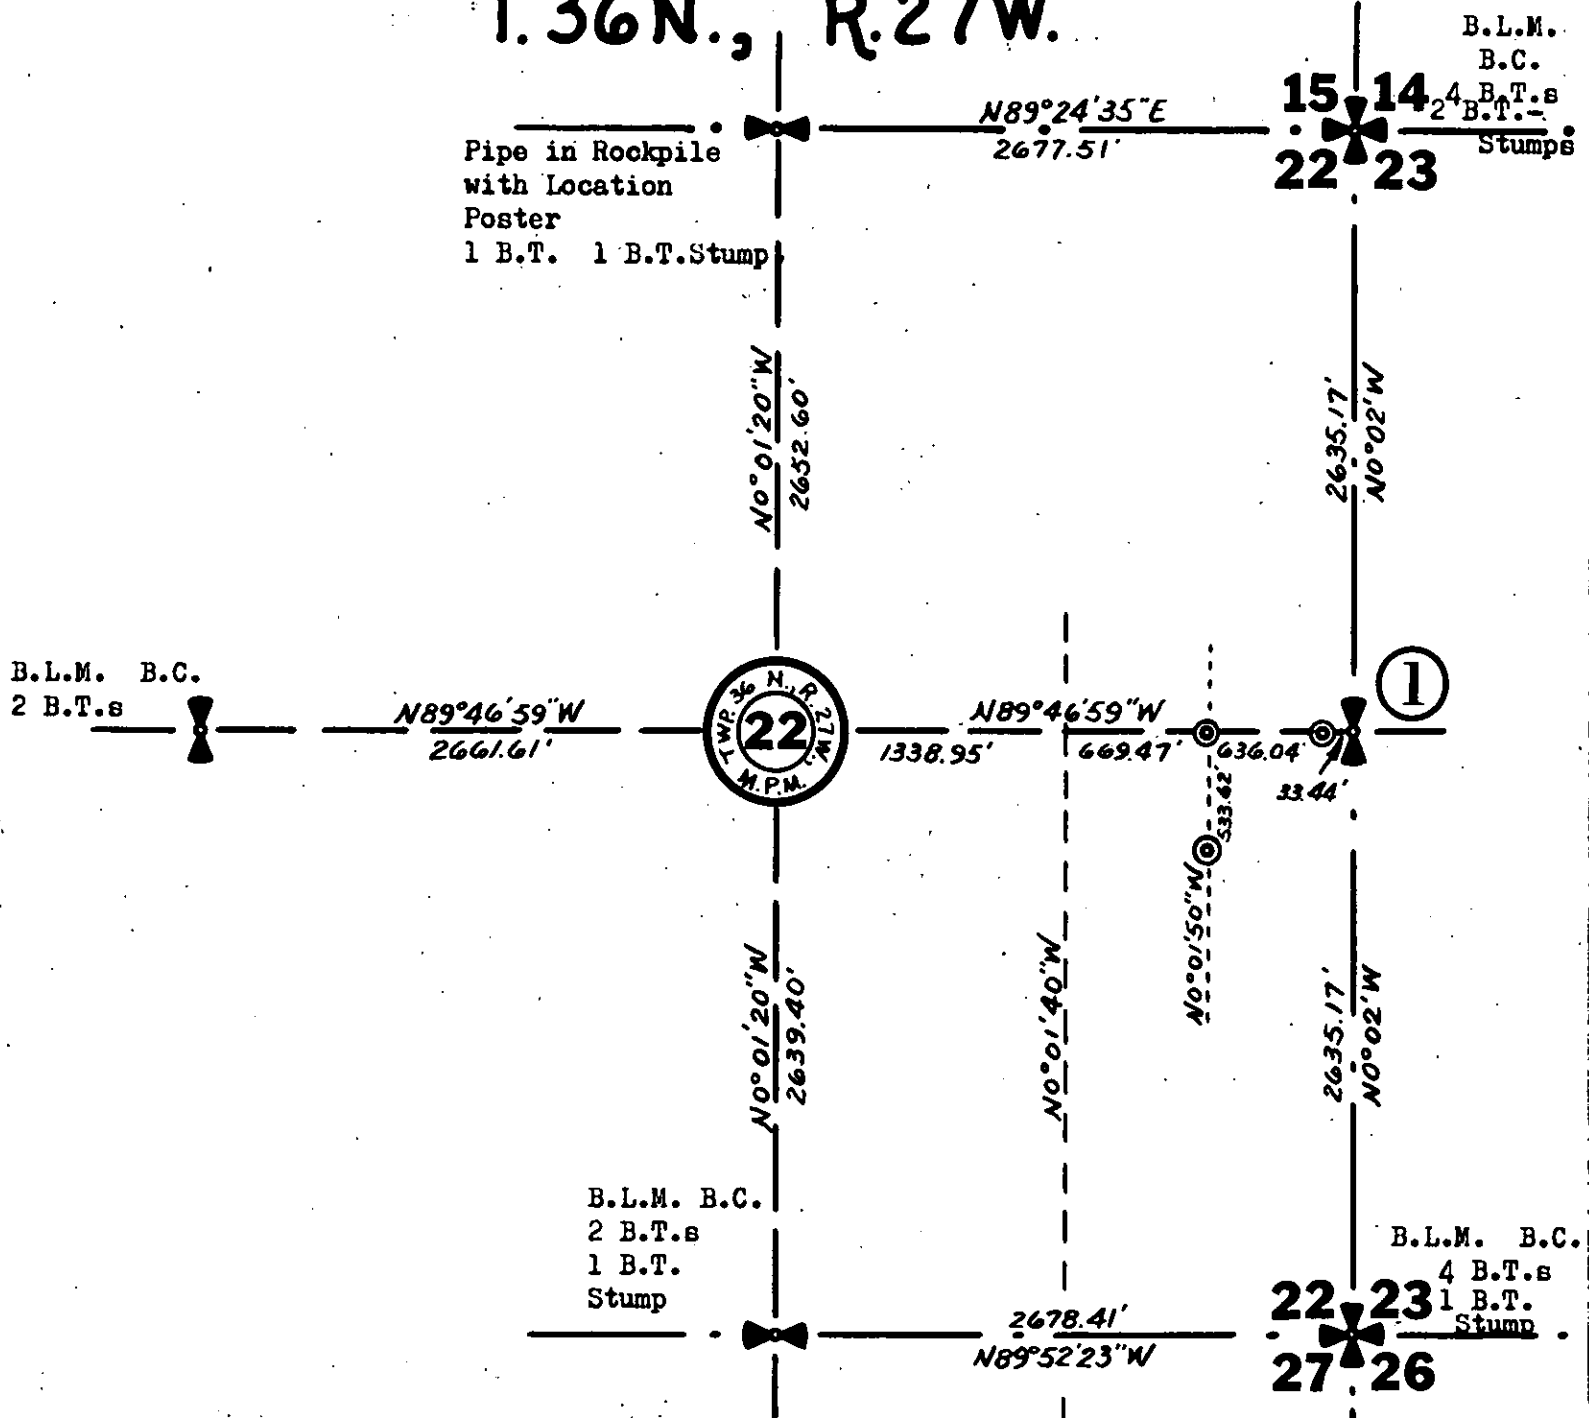 T. 36 N., R. 27 W.
B.L.M.
B.C.
4 B.T.s
2 B.T.-
Stumps
15 14
22 23
N89°24'35"E
2677.51'
Pipe in Rockpile
with Location
Poster
1 B.T. 1 B.T.Stump
N0°01'20"W
2652.60'
2635.17'
N0°02'W
B.L.M. B.C.
2 B.T.s
N89°46'59"W
2661.61'
TWP. 36 N., R. 27 W.,
22
M.P.M.
N89°46'59"W
1338.95'
669.47'
636.04'
33.44'
1
533.62'
N0°01'50"W
N0°01'20"W
2639.40'
N0°01'40"W
2635.17'
N0°02'W
B.L.M. B.C.
2 B.T.s
1 B.T.
Stump
2678.41'
N89°52'23"W
B.L.M. B.C.
4 B.T.s
1 B.T.
Stump
22 23
27 26